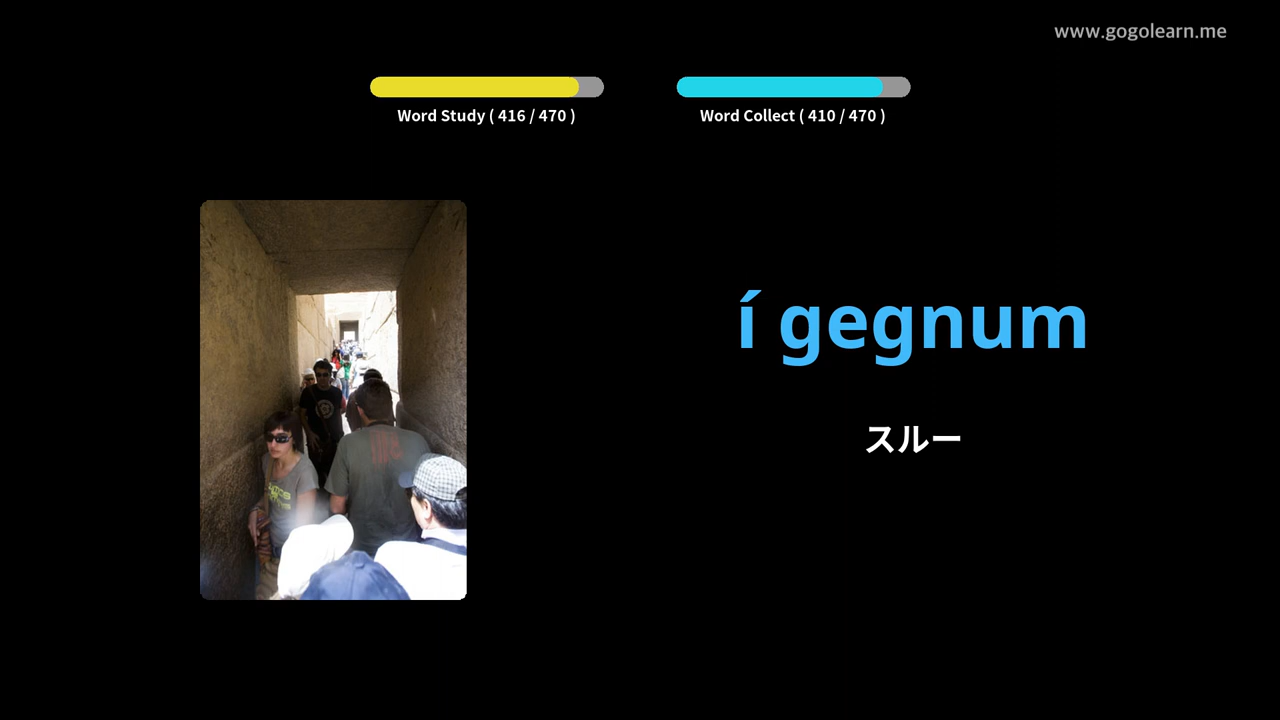 www.gogolearn.me
Word Study ( 416 / 470 )
Word Collect ( 410 / 470 )
í gegnum
スルー